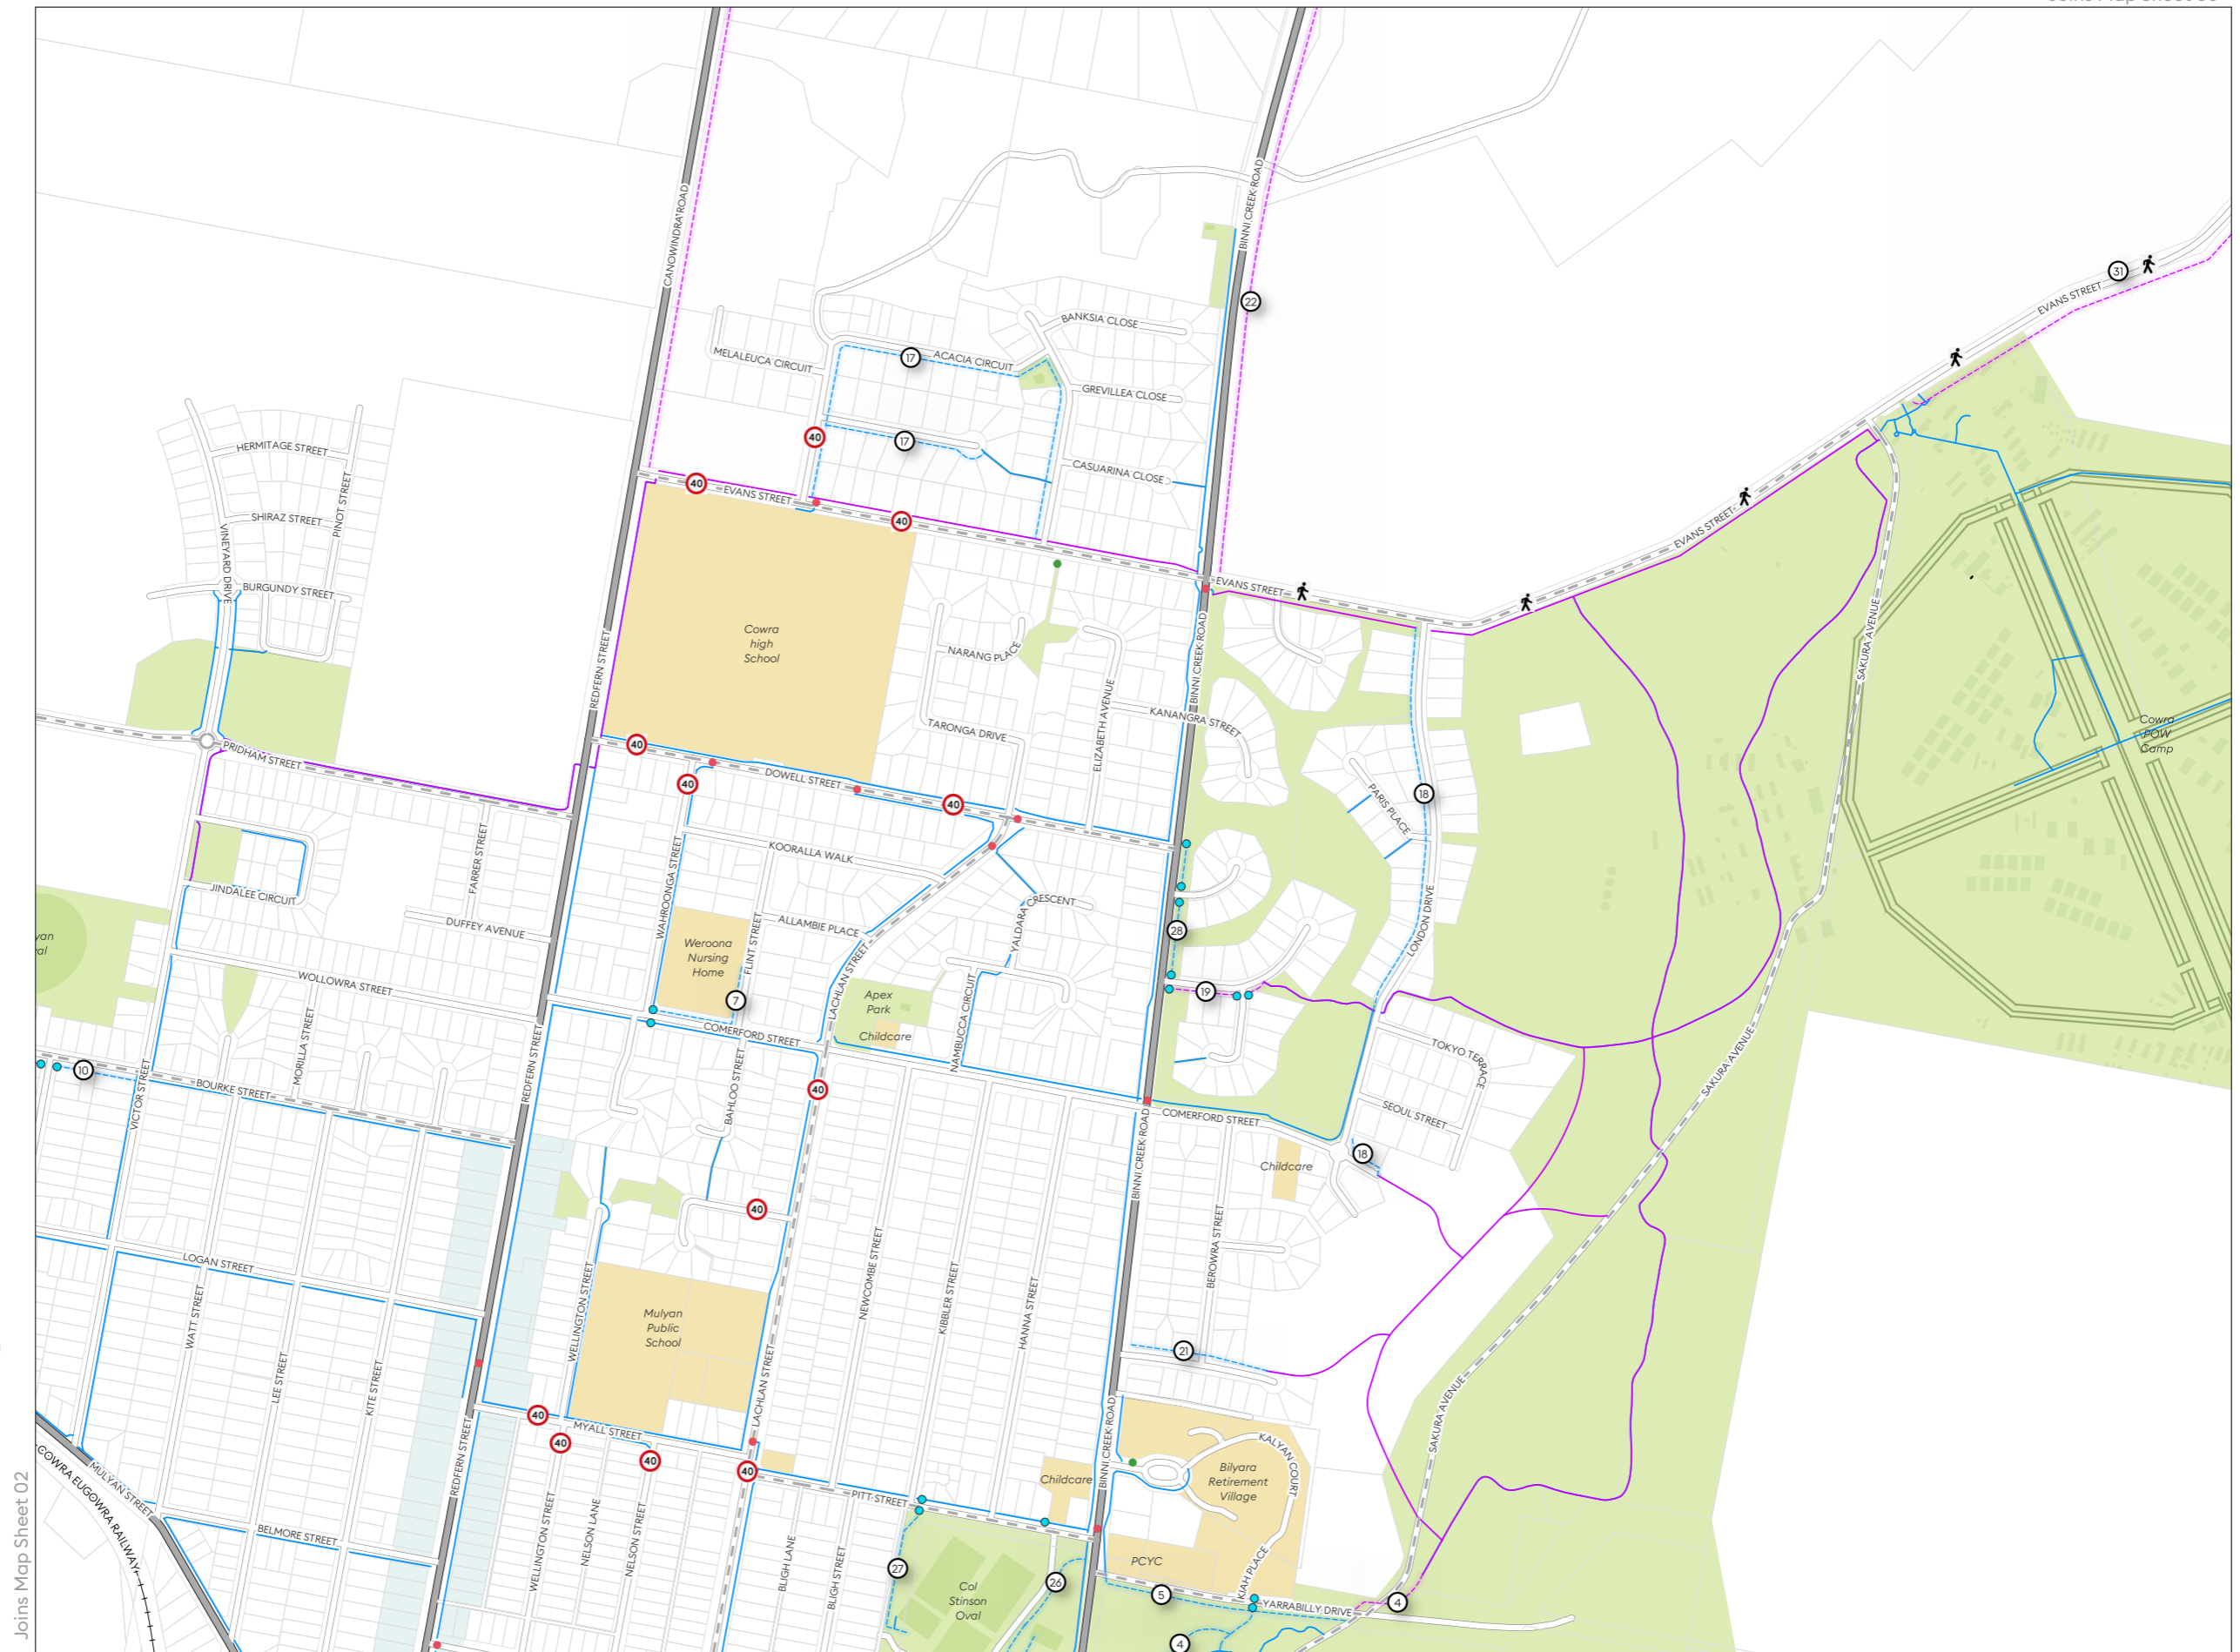 CANOWINDRA ROAD
BINNI CREEK ROAD
31
EVANS STREET
22
BANKSIA CLOSE
17
ACACIA CIRCUIT
MELALEUCA CIRCUIT
GREVILLEA CLOSE
40
17
HERMITAGE STREET
CASUARINA CLOSE
40
EVANS STREET
PINOT STREET
SHIRAZ STREET
40
EVANS STREET
VINEYARD DRIVE
BURGUNDY STREET
EVANS STREET
Cowra
high
School
NARANG PLACE
REDFERN STREET
BINNI CREEK ROAD
SAKURA AVENUE
ELIZABETH AVENUE
KANANGRA STREET
TARONGA DRIVE
Cowra
POW
Camp
PRIDHAM STREET
40
DOWELL STREET
40
40
18
PARIS PLACE
FARRER STREET
WAHROONGA STREET
KOORALLA WALK
JINDALEE CIRCUIT
YALDARA CRESCENT
DUFFEY AVENUE
ALLAMBIE PLACE
FLINT STREET
Weroona
Nursing
Home
28
LONDON DRIVE
yan
val
WOLLOWRA STREET
LACHLAN STREET
7
Apex
Park
19
COMERFORD STREET
Childcare
NAMBUCCA CIRCUIT
MORILLA STREET
REDFERN STREET
TOKYO TERRACE
SAKURA AVENUE
10
BOURKE STREET
VICTOR STREET
BAHLOO STREET
40
SEOUL STREET
COMERFORD STREET
BINNI CREEK ROAD
18
Childcare
40
LOGAN STREET
WATT STREET
LEE STREET
KITE STREET
WELLINGTON STREET
Mulyan
Public
School
NEWCOMBE STREET
KIBBLER STREET
HANNA STREET
BEROWRA STREET
21
LACHLAN STREET
SAKURA AVENUE
40
MYALL STREET
40
40
40
BINNI CREEK ROAD
KALYAN COURT
Bilyara
Retirement
Village
Childcare
REDFERN STREET
MULYAN STREET
COWRA EUGOWRA RAILWAY
PITT STREET
BELMORE STREET
WELLINGTON STREET
NELSON LANE
NELSON STREET
BLIGH LANE
BLIGH STREET
27
Col
Stinson
Oval
26
PCYC
KIAH PLACE
5
YARRABILLY DRIVE
4
4
Joins Map Sheet 02